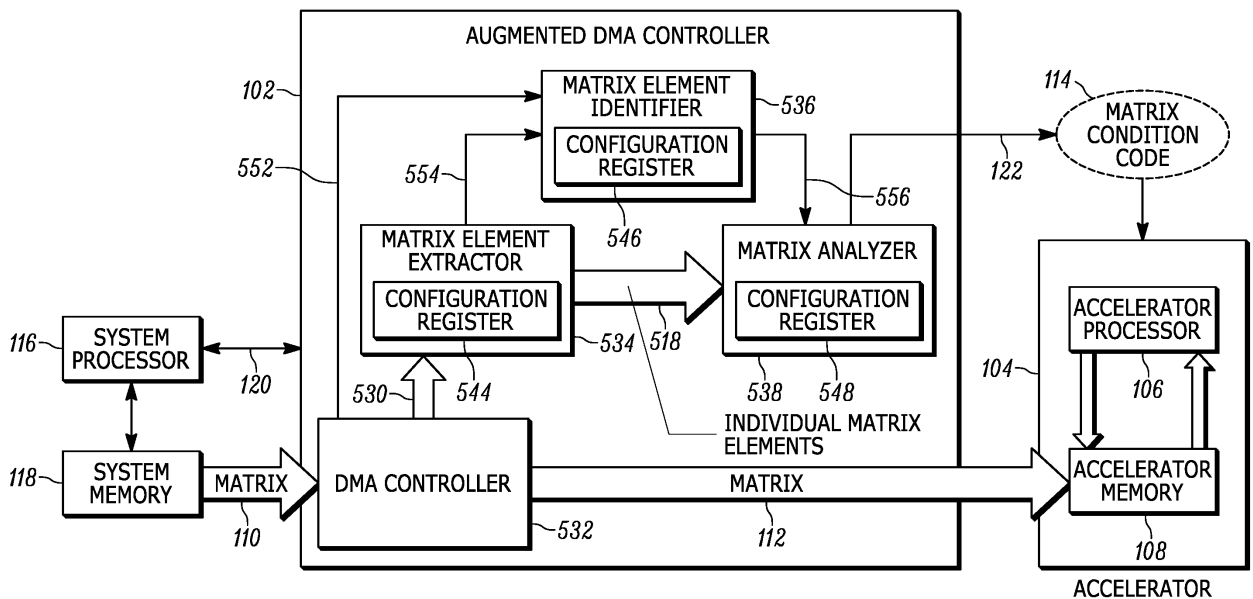 AUGMENTED DMA CONTROLLER
102
MATRIX ELEMENT
IDENTIFIER
536
CONFIGURATION
REGISTER
546
114
MATRIX
CONDITION
CODE
122
552
554
556
MATRIX ELEMENT
EXTRACTOR
CONFIGURATION
REGISTER
534
544
518
MATRIX ANALYZER
CONFIGURATION
REGISTER
538
548
116
SYSTEM
PROCESSOR
120
530
INDIVIDUAL MATRIX
ELEMENTS
104
ACCELERATOR
PROCESSOR
106
118
SYSTEM
MEMORY
MATRIX
110
DMA CONTROLLER
532
MATRIX
112
ACCELERATOR
MEMORY
108
ACCELERATOR